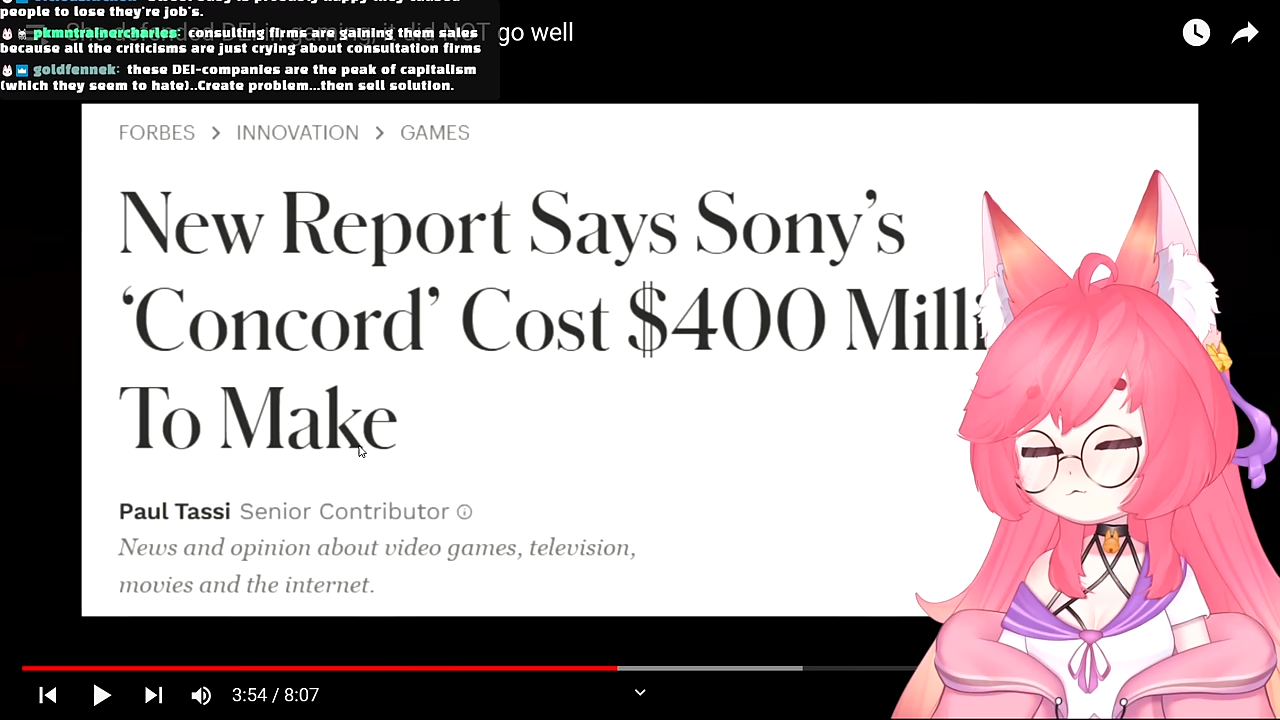 people to lose they're job's.
pkmntrainercharles: consulting firms are gaining them sales
because all the criticisms are just crying about consultation firms
go well
goldfennek: these DEI-companies are the peak of capitalism
(which they seem to hate)..Create problem...then sell solution.
FORBES > INNOVATION > GAMES
New Report Says Sony's
‘Concord’ Cost $400 Milli
To Make
Paul Tassi Senior Contributor
News and opinion about video games, television,
movies and the internet.
3:54 / 8:07